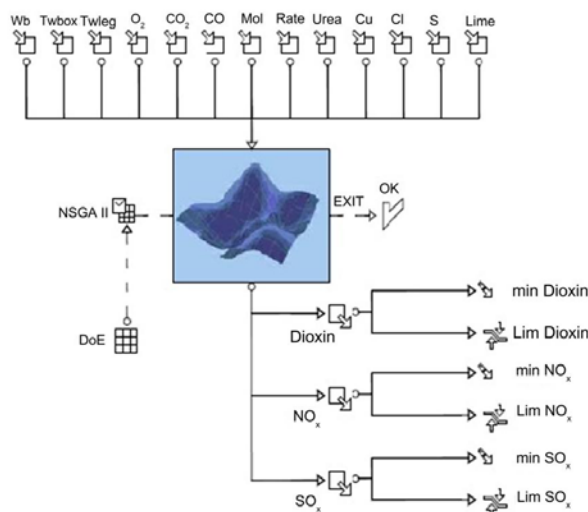 Wb Twbox Twleg O₂ CO₂ CO Mol Rate Urea Cu Cl S Lime
NSGA II
EXIT
OK
DoE
Dioxin
min Dioxin
Lim Dioxin
NOₓ
min NOₓ
Lim NOₓ
SOₓ
min SOₓ
Lim SOₓ